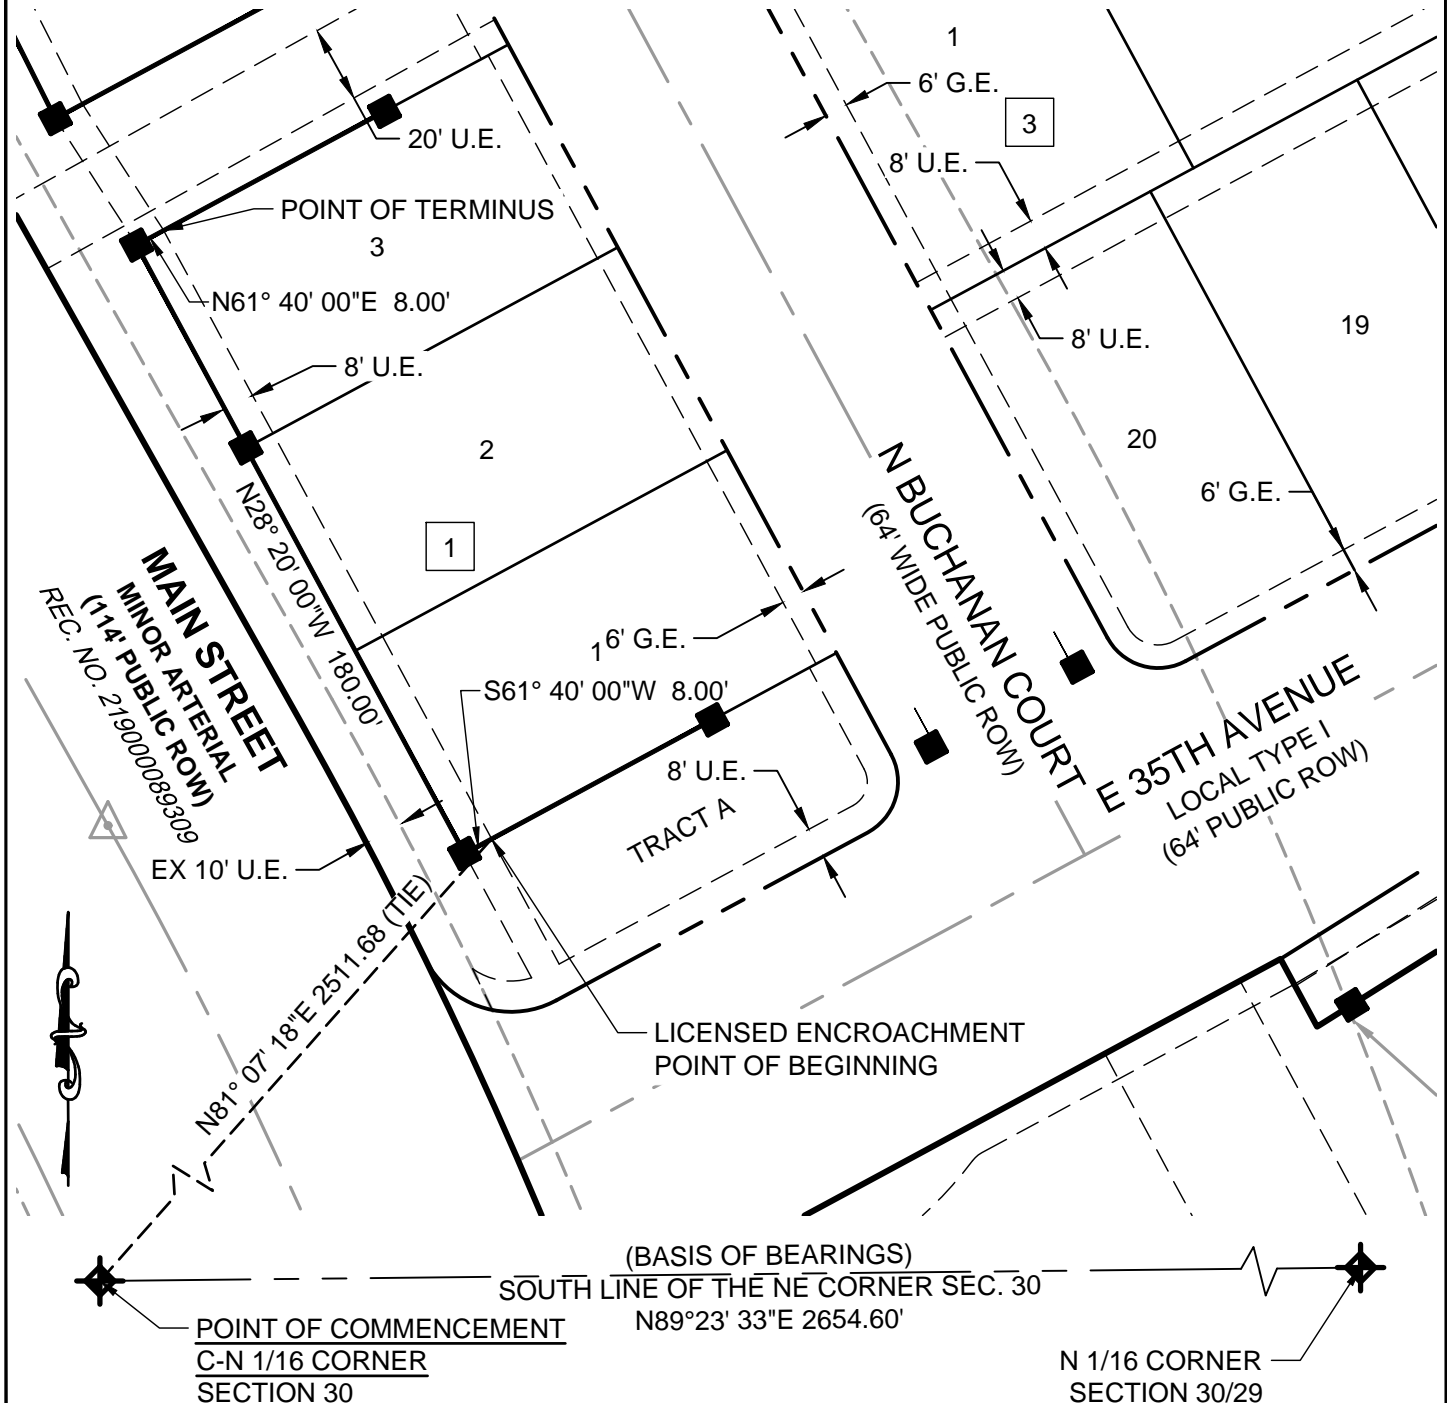 1
6' G.E.
3
20' U.E.
8' U.E.
POINT OF TERMINUS
3
N61° 40' 00"E 8.00'
8' U.E.
8' U.E.
19
20
2
6' G.E.
N28° 20' 00"W 180.00'
1
N BUCHANAN COURT
(64' WIDE PUBLIC ROW)
MAIN STREET
MINOR ARTERIAL
(114' PUBLIC ROW)
REC. NO. 219000089309
1
6' G.E.
S61° 40' 00"W 8.00'
E 35TH AVENUE
LOCAL TYPE I
(64' PUBLIC ROW)
8' U.E.
TRACT A
EX 10' U.E.
N81° 07' 18"E 2511.68 (TIE)
LICENSED ENCROACHMENT
POINT OF BEGINNING
(BASIS OF BEARINGS)
SOUTH LINE OF THE NE CORNER SEC. 30
N89°23' 33"E 2654.60'
POINT OF COMMENCEMENT
C-N 1/16 CORNER
SECTION 30
N 1/16 CORNER
SECTION 30/29